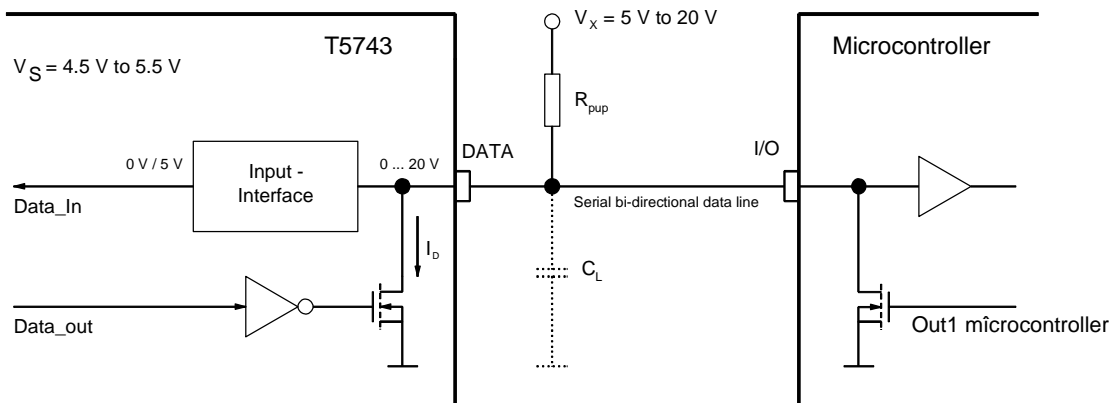 V_X = 5 V to 20 V
T5743
Microcontroller
V_S = 4.5 V to 5.5 V
R_pup
0 V / 5 V
Input -
Interface
0 ... 20 V
DATA
I/O
Data_In
Serial bi-directional data line
I_D
C_L
Data_out
Out1 mîcrocontroller